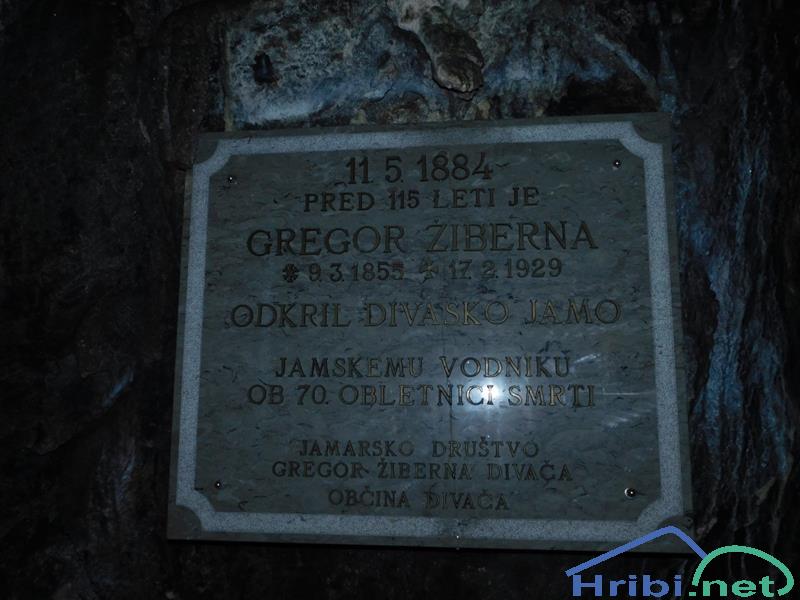 11. 5. 1884
PRED 115 LETI JE
GREGOR ŽIBERNA
* 9. 3. 1855 + 17. 2. 1929
ODKRIL DIVAŠKO JAMO
JAMSKEMU VODNIKU
OB 70. OBLETNICI SMRTI
JAMARSKO DRUŠTVO
GREGOR ŽIBERNA DIVAČA
OBČINA DIVAČA
Hribi.net